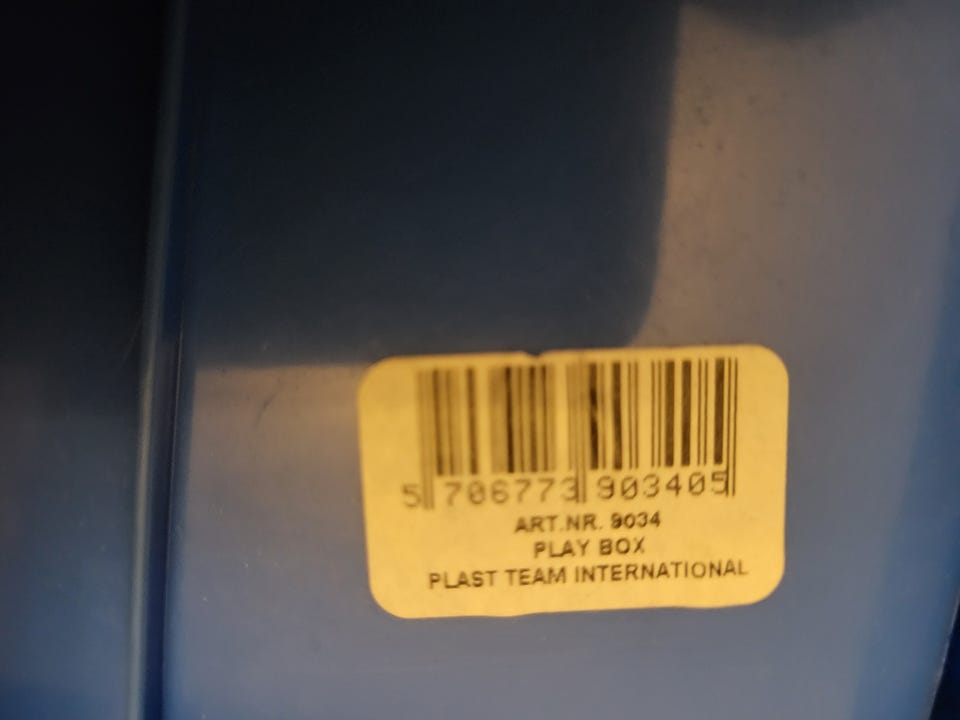 5 706773 903405
ART.NR. 9034
PLAY BOX
PLAST TEAM INTERNATIONAL